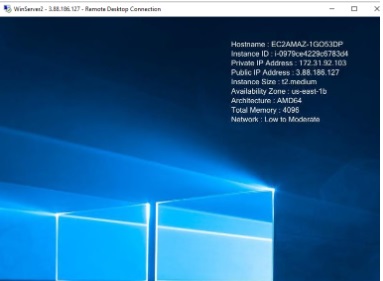 WinServer2 - 3.88.186.127 - Remote Desktop Connection
Hostname : EC2AMAZ-1GO53DP
Instance ID : i-0979ce4229c6783d4
Private IP Address : 172.31.92.103
Public IP Address : 3.88.186.127
Instance Size : t2.medium
Availability Zone : us-east-1b
Architecture : AMD64
Total Memory : 4096
Network : Low to Moderate